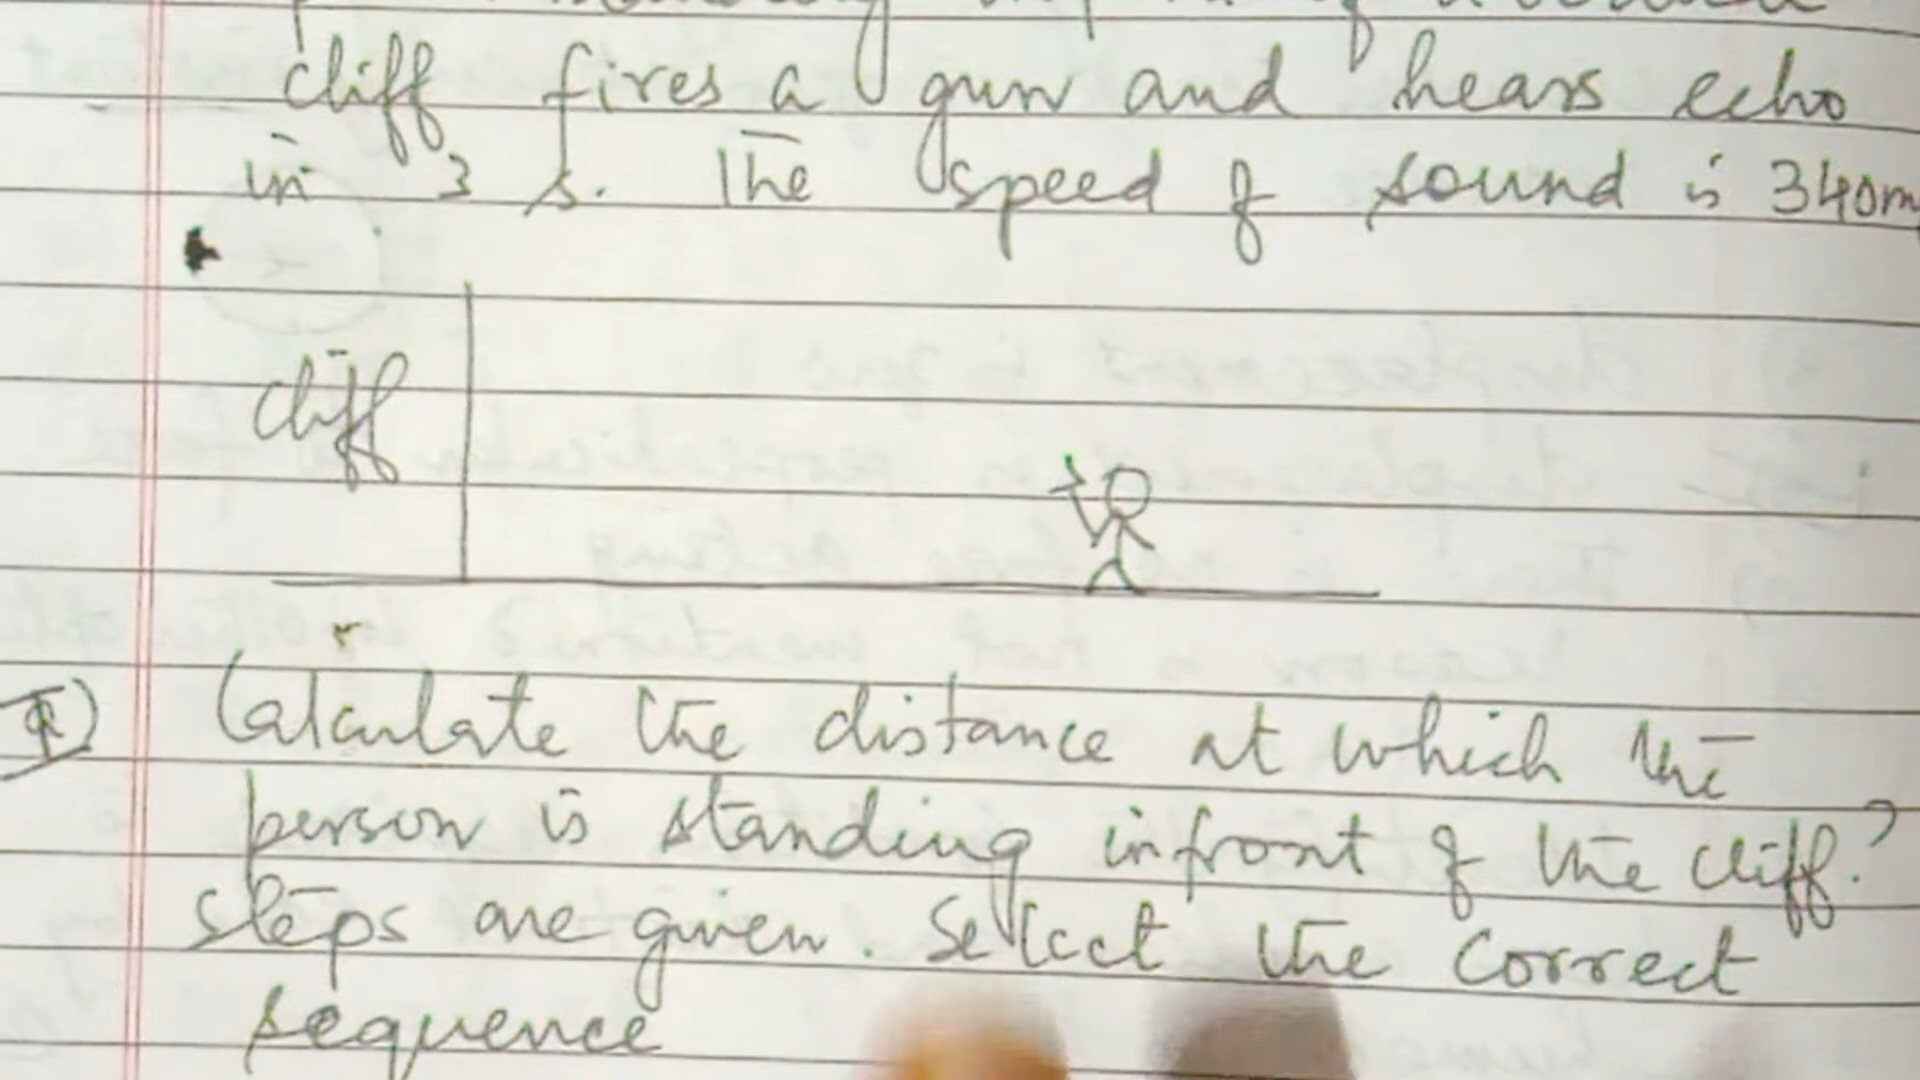 cliff fires a gun and hears echo
in 3 s. The speed of sound is 340m
cliff
Calculate the distance at which the
person is standing infront of the cliff?
steps are given. Select the correct
sequence